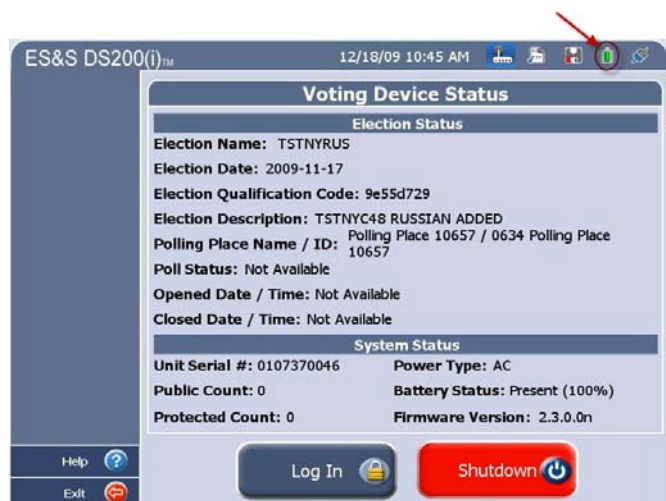 ES&S DS200(i)TM
12/18/09 10:45 AM
Voting Device Status
Election Status
Election Name: TSTNYRUS
Election Date: 2009-11-17
Election Qualification Code: 9e55d729
Election Description: TSTNYC48 RUSSIAN ADDED
Polling Place Name / ID: Polling Place 10657 / 0634 Polling Place
10657
Poll Status: Not Available
Opened Date / Time: Not Available
Closed Date / Time: Not Available
System Status
Unit Serial #: 0107370046 Power Type: AC
Public Count: 0 Battery Status: Present (100%)
Protected Count: 0 Firmware Version: 2.3.0.0n
Help
Exit
Log In
Shutdown